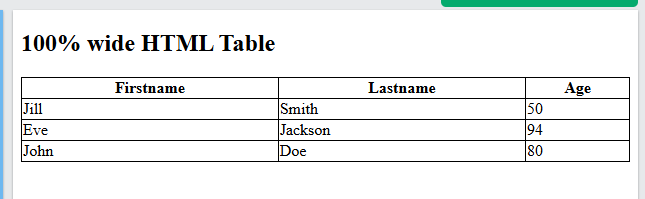 100% wide HTML Table
Firstname Lastname Age
Jill Smith 50
Eve Jackson 94
John Doe 80